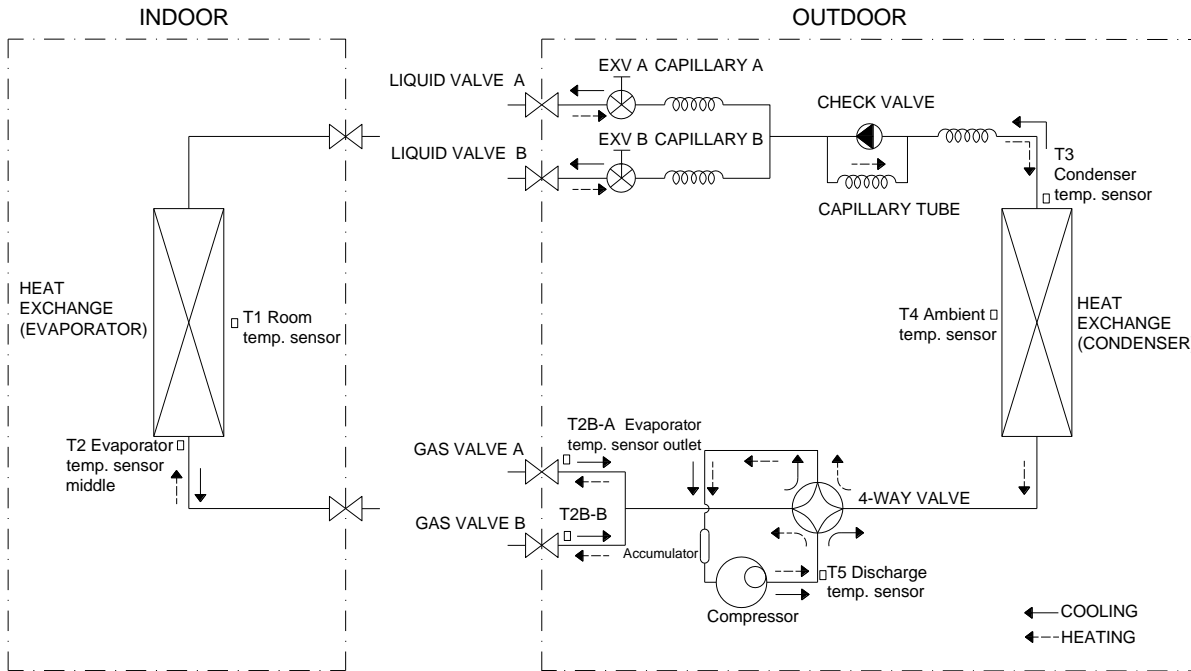 INDOOR
OUTDOOR
LIQUID VALVE A
EXV A CAPILLARY A
LIQUID VALVE B
EXV B CAPILLARY B
CHECK VALVE
CAPILLARY TUBE
T3
Condenser
temp. sensor
HEAT
EXCHANGE
(EVAPORATOR)
T1 Room
temp. sensor
T4 Ambient
temp. sensor
HEAT
EXCHANGE
(CONDENSER
T2 Evaporator
temp. sensor
middle
GAS VALVE A
T2B-A Evaporator
temp. sensor outlet
GAS VALVE B
T2B-B
4-WAY VALVE
Accumulator
Compressor
T5 Discharge
temp. sensor
COOLING
HEATING